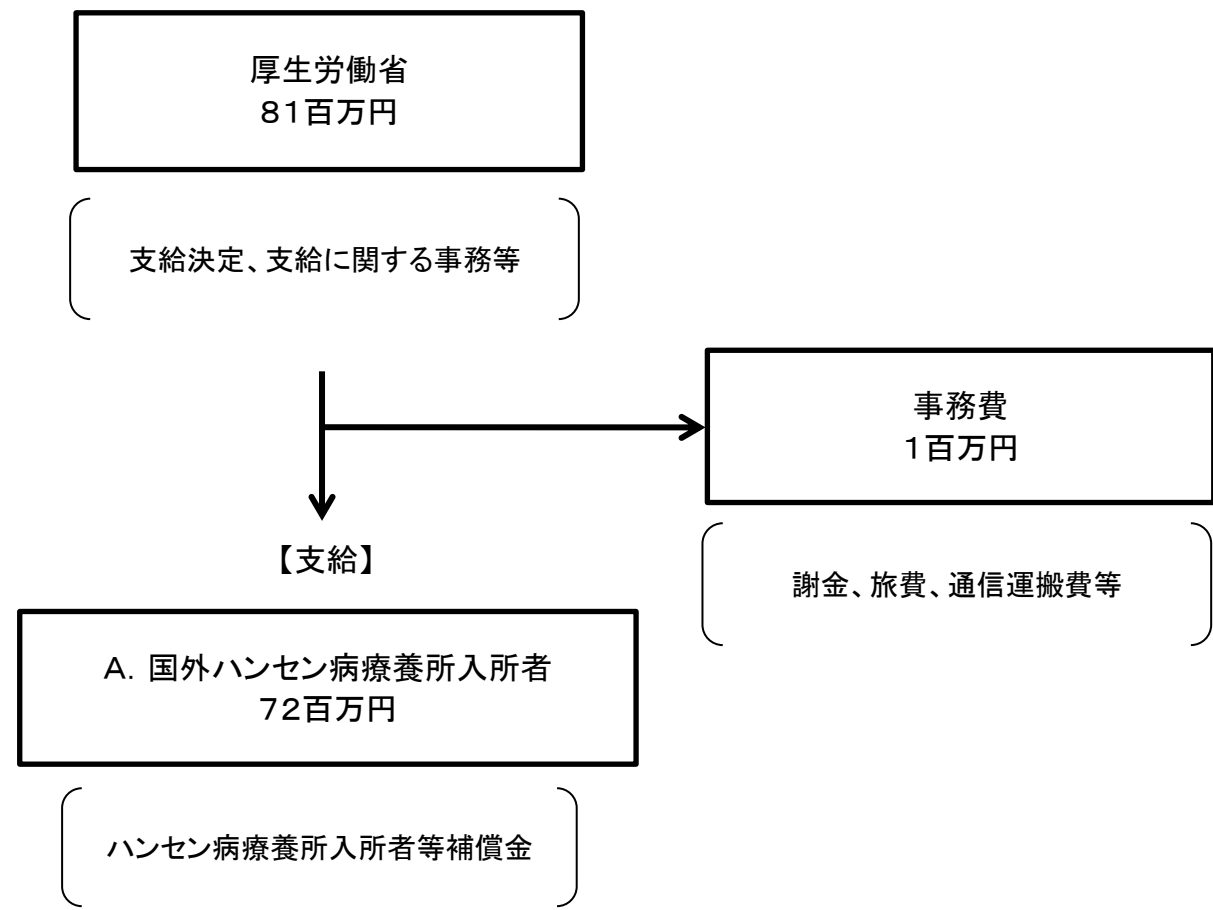 厚生労働省
81百万円
支給決定、支給に関する事務等
事務費
1百万円
謝金、旅費、通信運搬費等
【支給】
A. 国外ハンセン病療養所入所者
72百万円
ハンセン病療養所入所者等補償金